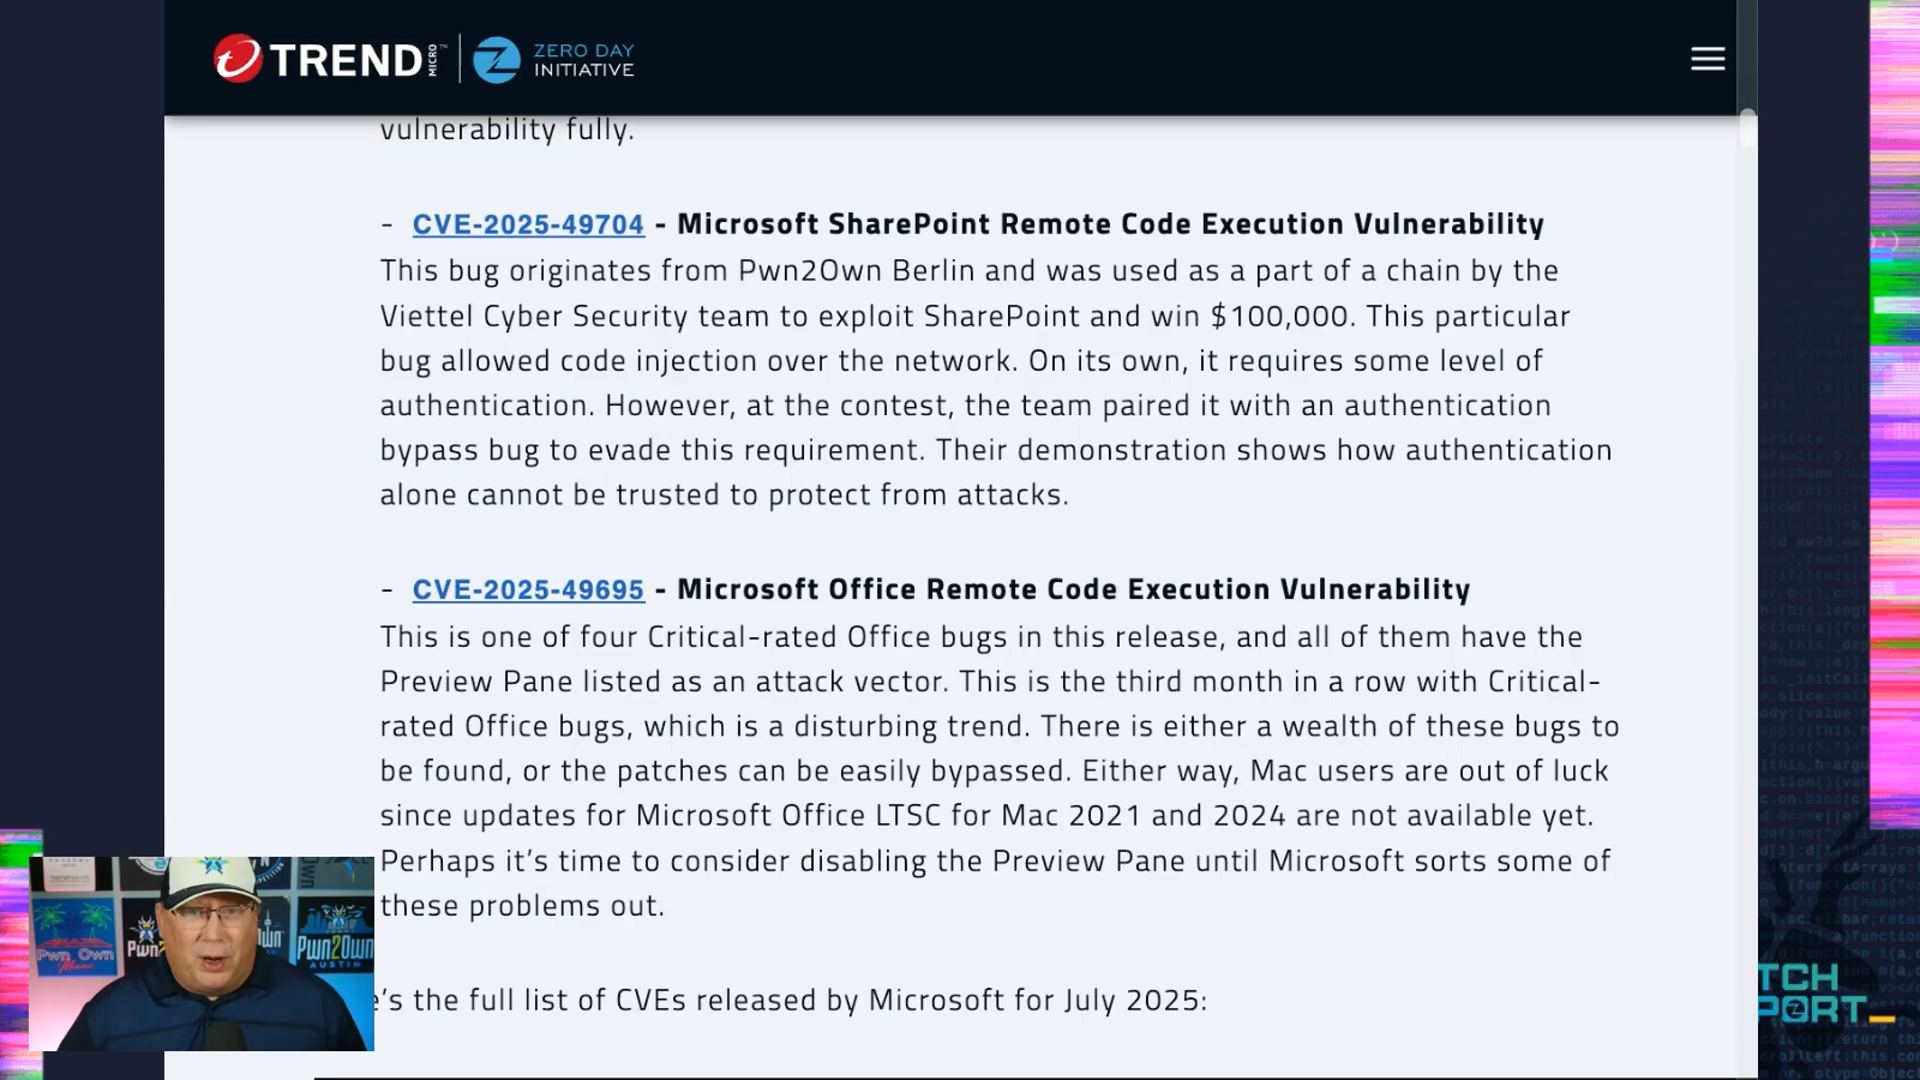 TREND MICRO™ | ZERO DAY INITIATIVE
vulnerability fully.
- CVE-2025-49704 - Microsoft SharePoint Remote Code Execution Vulnerability
This bug originates from Pwn2Own Berlin and was used as a part of a chain by the
Viettel Cyber Security team to exploit SharePoint and win $100,000. This particular
bug allowed code injection over the network. On its own, it requires some level of
authentication. However, at the contest, the team paired it with an authentication
bypass bug to evade this requirement. Their demonstration shows how authentication
alone cannot be trusted to protect from attacks.
- CVE-2025-49695 - Microsoft Office Remote Code Execution Vulnerability
This is one of four Critical-rated Office bugs in this release, and all of them have the
Preview Pane listed as an attack vector. This is the third month in a row with Critical-
rated Office bugs, which is a disturbing trend. There is either a wealth of these bugs to
be found, or the patches can be easily bypassed. Either way, Mac users are out of luck
since updates for Microsoft Office LTSC for Mac 2021 and 2024 are not available yet.
Perhaps it's time to consider disabling the Preview Pane until Microsoft sorts some of
these problems out.
e's the full list of CVEs released by Microsoft for July 2025:
Pwn Own
Miami
Pwn2Own
AUSTIN
TCH
PORT_